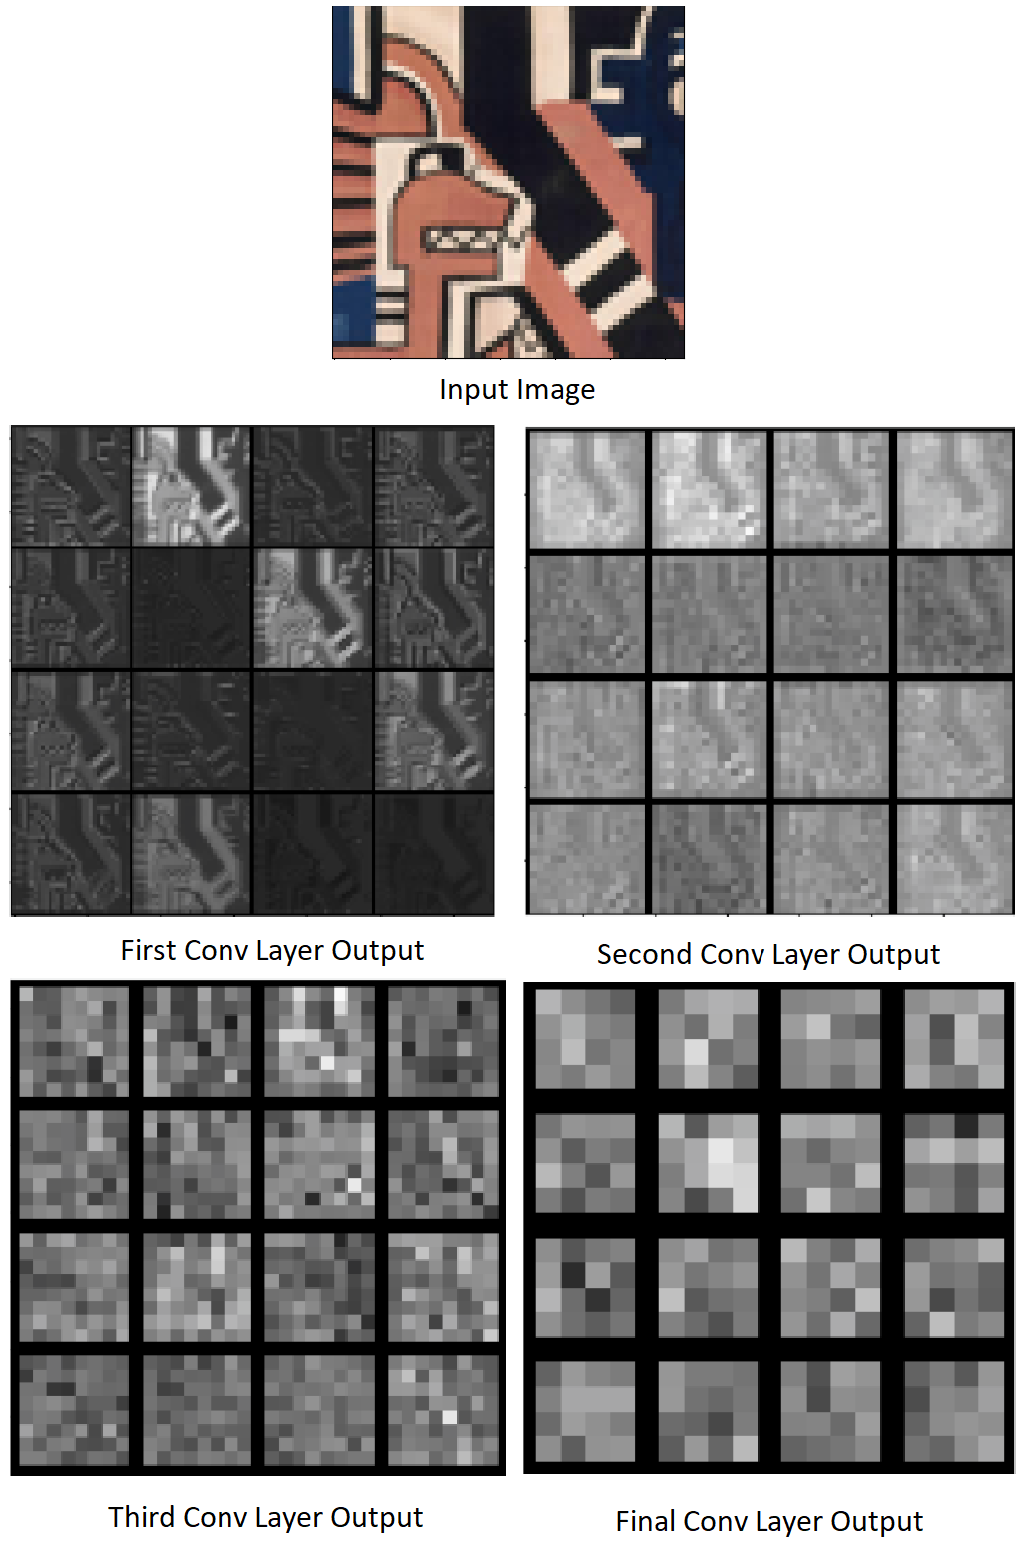 Input Image
First Conv Layer Output
Second Conv Layer Output
Third Conv Layer Output
Final Conv Layer Output